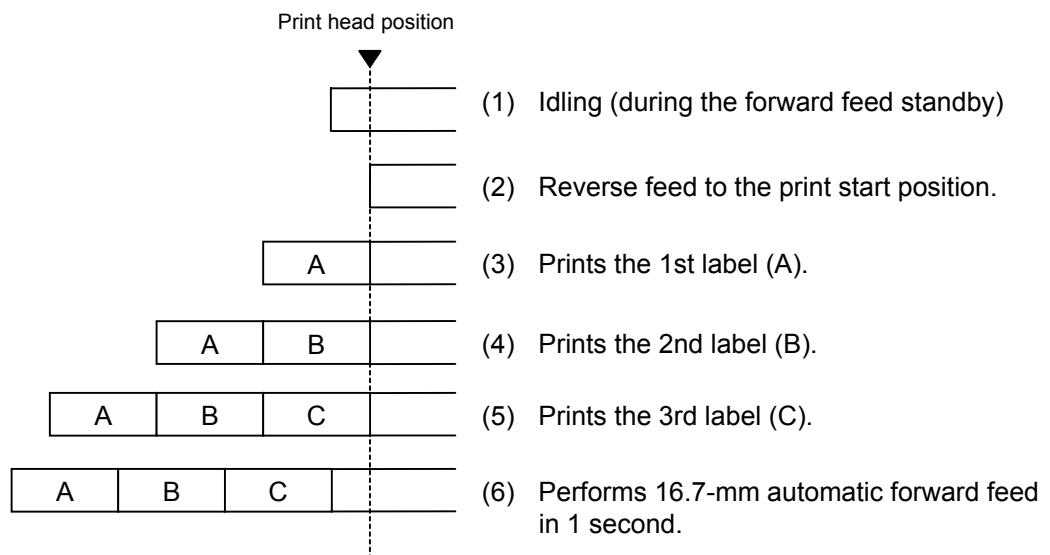 Print head position
(1) Idling (during the forward feed standby)
(2) Reverse feed to the print start position.
A
(3) Prints the 1st label (A).
A B
(4) Prints the 2nd label (B).
A B C
(5) Prints the 3rd label (C).
A B C
(6) Performs 16.7-mm automatic forward feed
in 1 second.